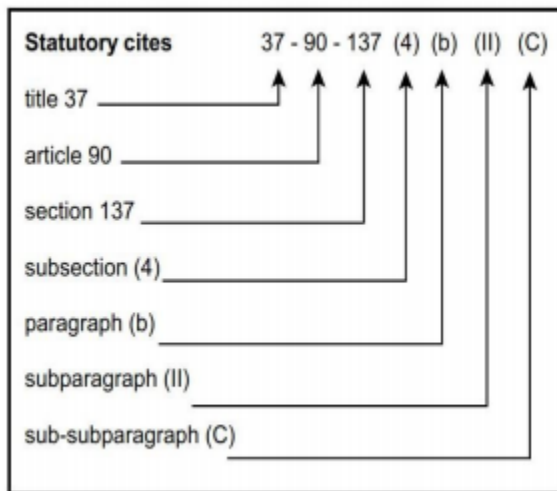 Statutory cites 37 - 90 - 137 (4) (b) (II) (C)
title 37
article 90
section 137
subsection (4)
paragraph (b)
subparagraph (II)
sub-subparagraph (C)